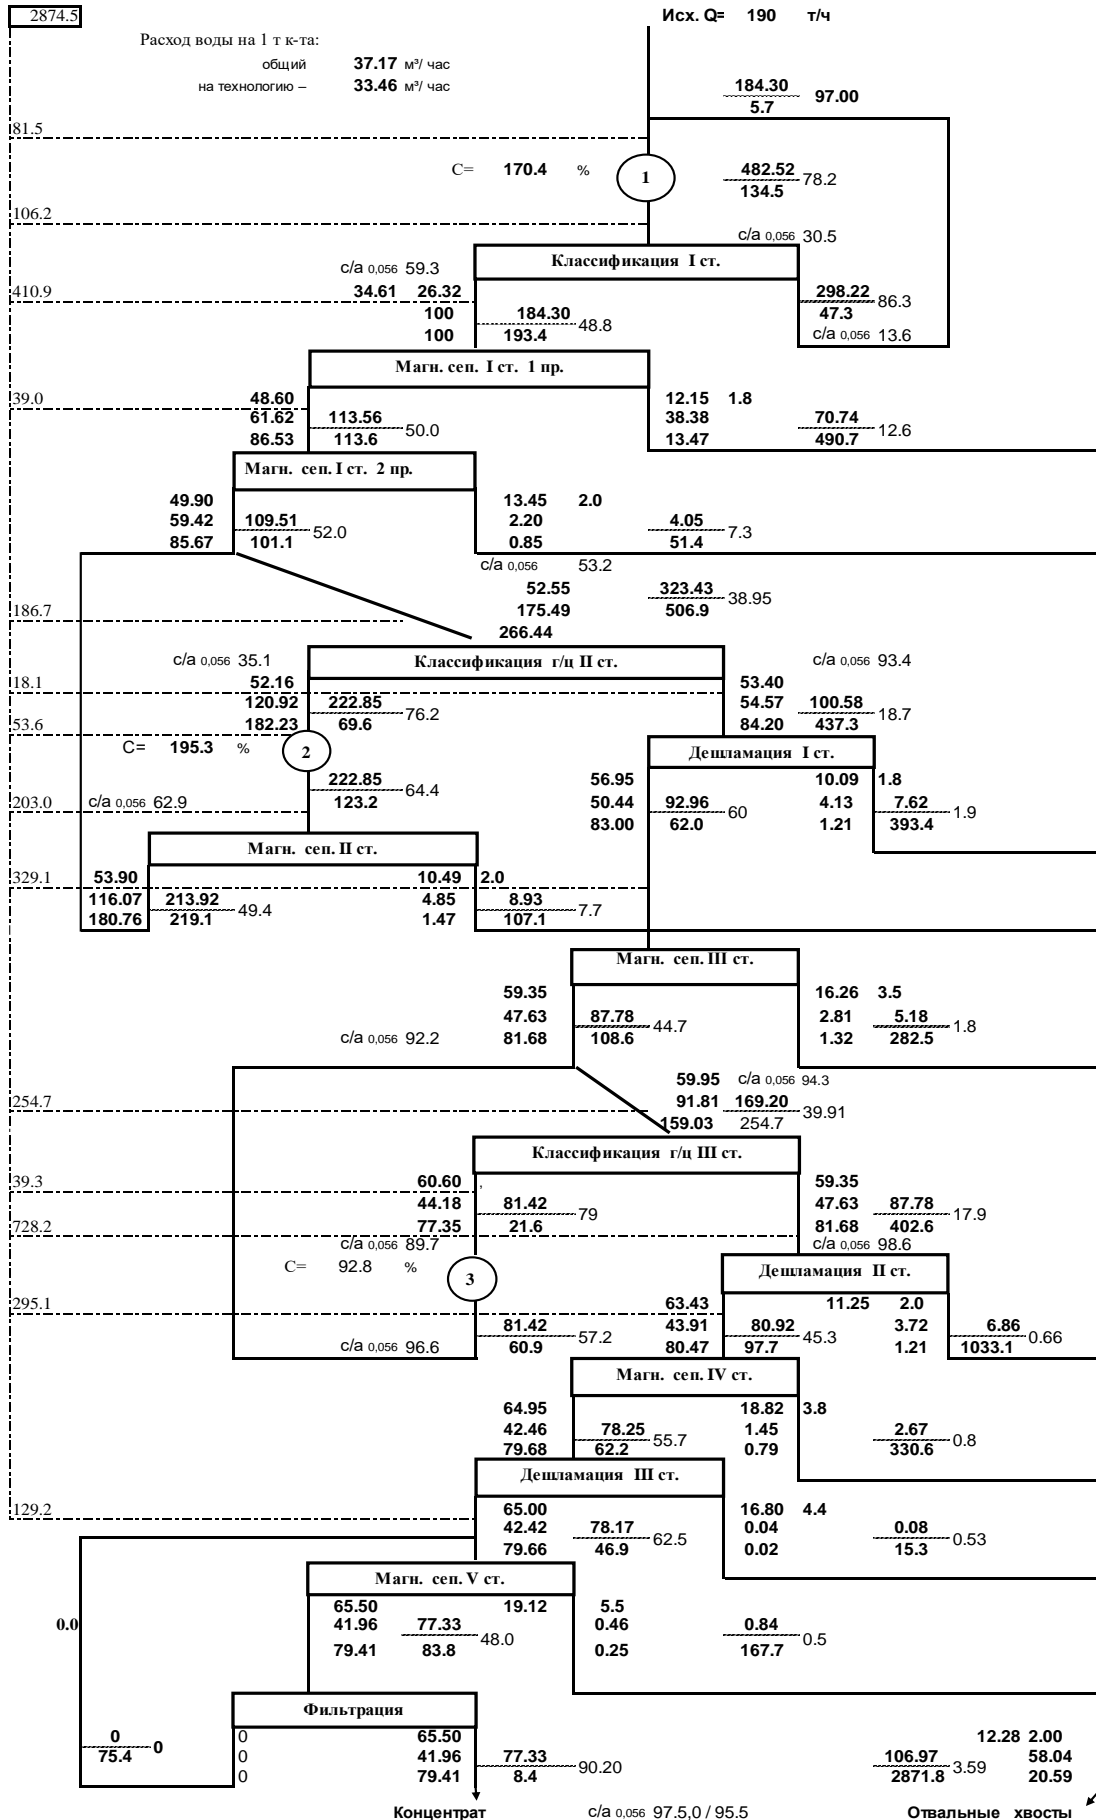 2874.5 Исх. Q= 190 т/ч
Расход воды на 1 т к-та:
общий 37.17 м³/ час
на технологию – 33.46 м³/ час
184.30 97.00
5.7
81.5
С= 170.4 % 1 482.52 78.2
134.5
106.2
с/а 0,056 30.5
Классификация I ст.
с/а 0,056 59.3
410.9 34.61 26.32 298.22 86.3
100 184.30 48.8 47.3
100 193.4 с/а 0,056 13.6
Магн. сеп. I ст. 1 пр.
39.0 48.60 12.15 1.8
61.62 113.56 50.0 38.38 70.74 12.6
86.53 113.6 13.47 490.7
Магн. сеп. I ст. 2 пр.
49.90 13.45 2.0
59.42 109.51 52.0 2.20 4.05 7.3
85.67 101.1 0.85 51.4
с/а 0,056 53.2
52.55 323.43 38.95
186.7 175.49 506.9
266.44
с/а 0,056 35.1 Классификация г/ц II ст. с/а 0,056 93.4
18.1 52.16 53.40
120.92 222.85 76.2 54.57 100.58 18.7
53.6 182.23 69.6 84.20 437.3
С= 195.3 % 2 Дешламация I ст.
222.85 64.4 56.95 10.09 1.8
203.0 с/а 0,056 62.9 123.2 50.44 92.96 60 4.13 7.62 1.9
83.00 62.0 1.21 393.4
Магн. сеп. II ст.
329.1 53.90 10.49 2.0
116.07 213.92 49.4 4.85 8.93 7.7
180.76 219.1 1.47 107.1
Магн. сеп. III ст.
59.35 16.26 3.5
47.63 87.78 44.7 2.81 5.18 1.8
с/а 0,056 92.2 81.68 108.6 1.32 282.5
59.95 с/а 0,056 94.3
254.7 91.81 169.20 39.91
159.03 254.7
Классификация г/ц III ст.
39.3 60.60 , 59.35
44.18 81.42 79 47.63 87.78 17.9
728.2 77.35 21.6 81.68 402.6
с/а 0,056 89.7 с/а 0,056 98.6
С= 92.8 % 3 Дешламация II ст.
295.1 63.43 11.25 2.0
81.42 57.2 43.91 80.92 45.3 3.72 6.86 0.66
с/а 0,056 96.6 60.9 80.47 97.7 1.21 1033.1
Магн. сеп. IV ст.
64.95 18.82 3.8
42.46 78.25 55.7 1.45 2.67 0.8
79.68 62.2 0.79 330.6
Дешламация III ст.
129.2 65.00 16.80 4.4
42.42 78.17 62.5 0.04 0.08 0.53
79.66 46.9 0.02 15.3
Магн. сеп. V ст.
65.50 19.12 5.5
0.0 41.96 77.33 48.0 0.46 0.84 0.5
79.41 83.8 0.25 167.7
Фильтрация
0 0 0 65.50 12.28 2.00
75.4 0 41.96 77.33 90.20 106.97 3.59 58.04
0 79.41 8.4 2871.8 20.59
Концентрат с/а 0,056 97.5,0 / 95.5 Отвальные хвосты